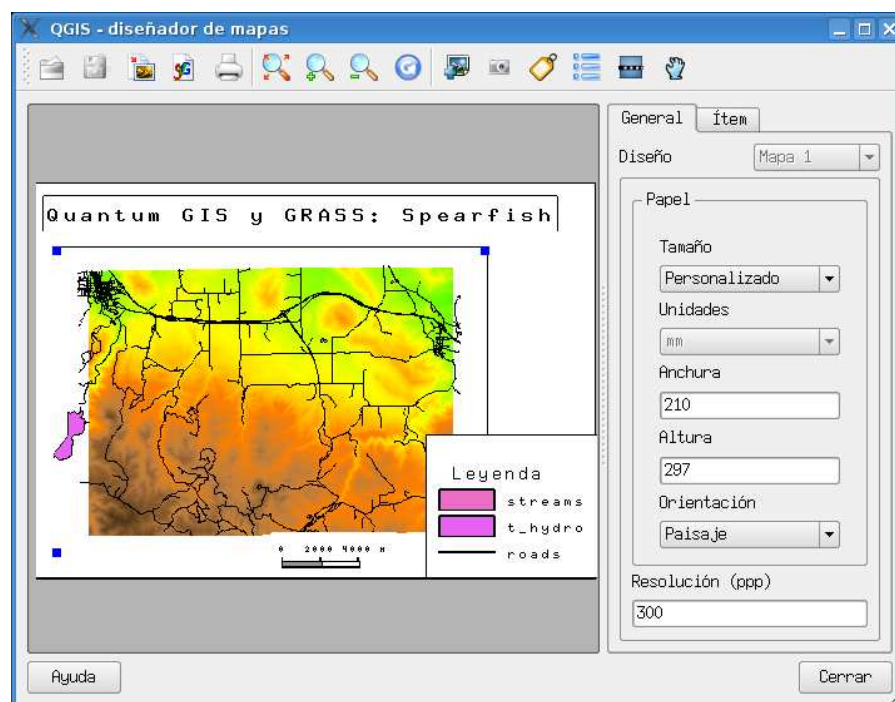 QGIS - diseñador de mapas
General
Ítem
Diseño
Mapa 1
Papel
Tamaño
Personalizado
Unidades
mm
Anchura
210
Altura
297
Orientación
Paisaje
Resolución (ppp)
300
Quantum GIS y GRASS: Spearfish
Leyenda
streams
t_hydro
roads
0 2000 4000 M
Ayuda
Cerrar